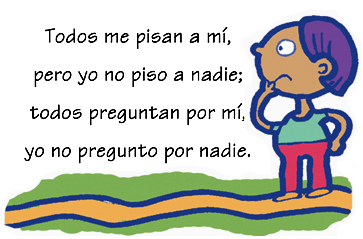 Todos me pisan a mí,
pero yo no piso a nadie;
todos preguntan por mí,
yo no pregunto por nadie.